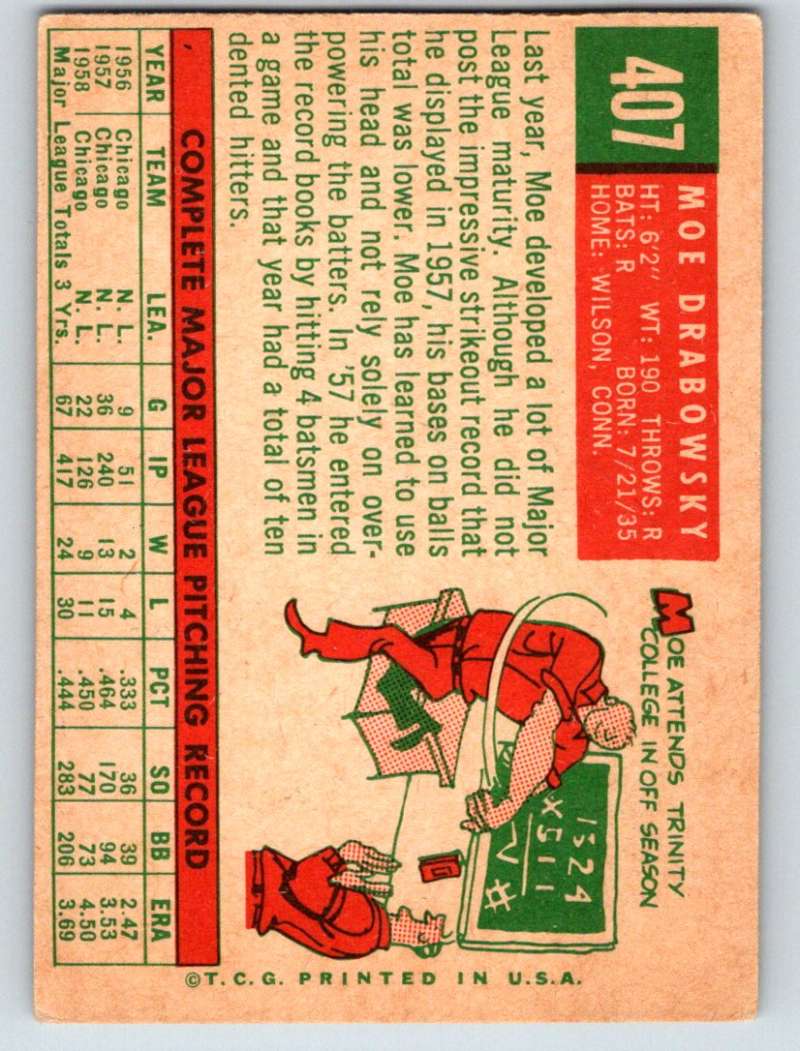 407
MOE DRABOWSKY
HT: 6'2" WT: 190 THROWS: R
BATS: R BORN: 7/21/35
HOME: WILSON, CONN.
Last year, Moe developed a lot of Major
League maturity. Although he did not
post the impressive strikeout record that
he displayed in 1957, his bases on balls
total was lower. Moe has learned to use
his head and not rely solely on over-
powering the batters. In '57 he entered
the record books by hitting 4 batsmen in
a game and that year had a total of ten
dented hitters.
MOE ATTENDS TRINITY
COLLEGE IN OFF SEASON
1524
x511
COMPLETE MAJOR LEAGUE PITCHING RECORD
YEAR TEAM LEA. G IP W L PCT SO BB ERA
1956 Chicago N. L. 9 51 2 4 .333 36 39 2.47
1957 Chicago N. L. 36 240 13 15 .464 170 94 3.53
1958 Chicago N. L. 22 126 9 11 .450 77 73 4.50
Major League Totals 3 Yrs. 67 417 24 30 .444 283 206 3.69
©T.C.G. PRINTED IN U.S.A.